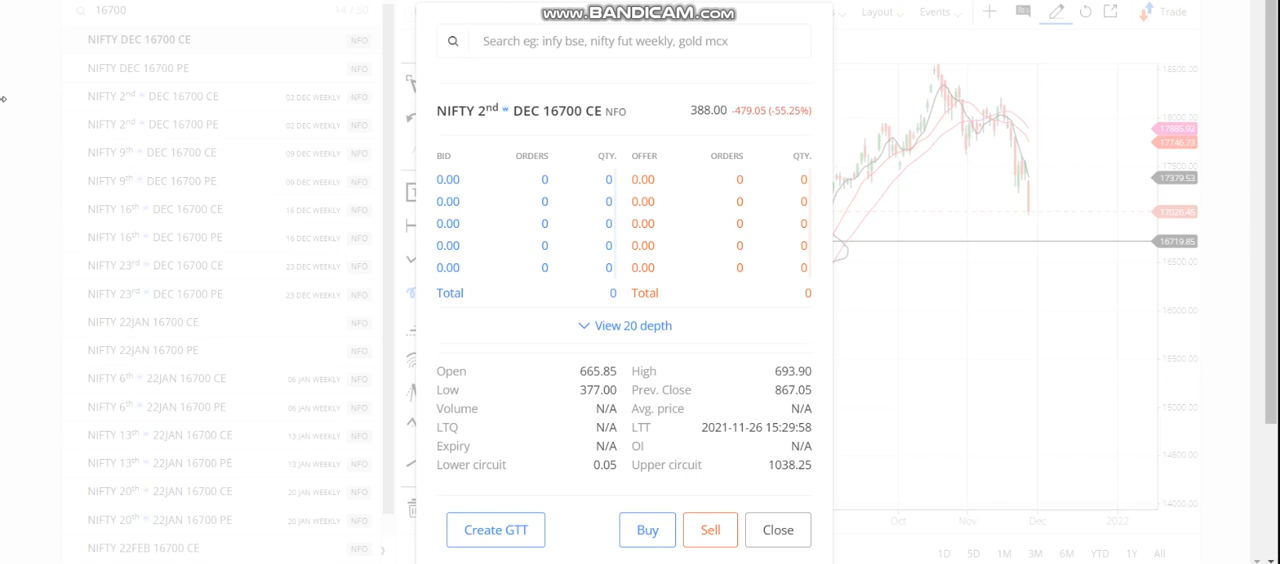 www.BANDICAM.com
16700 14 / 50
NIFTY DEC 16700 CE NFO
NIFTY DEC 16700 PE NFO
NIFTY 2nd w DEC 16700 CE 02 DEC WEEKLY NFO
NIFTY 2nd w DEC 16700 PE 02 DEC WEEKLY NFO
NIFTY 9th w DEC 16700 CE 09 DEC WEEKLY NFO
NIFTY 9th w DEC 16700 PE 09 DEC WEEKLY NFO
NIFTY 16th w DEC 16700 CE 16 DEC WEEKLY NFO
NIFTY 16th w DEC 16700 PE 16 DEC WEEKLY NFO
NIFTY 23rd w DEC 16700 CE 23 DEC WEEKLY NFO
NIFTY 23rd w DEC 16700 PE 23 DEC WEEKLY NFO
NIFTY 22JAN 16700 CE NFO
NIFTY 22JAN 16700 PE NFO
NIFTY 6th w 22JAN 16700 CE 06 JAN WEEKLY NFO
NIFTY 6th w 22JAN 16700 PE 06 JAN WEEKLY NFO
NIFTY 13th w 22JAN 16700 CE 13 JAN WEEKLY NFO
NIFTY 13th w 22JAN 16700 PE 13 JAN WEEKLY NFO
NIFTY 20th w 22JAN 16700 CE 20 JAN WEEKLY NFO
NIFTY 20th w 22JAN 16700 PE 20 JAN WEEKLY NFO
NIFTY 22FEB 16700 CE NFO
Search eg: infy bse, nifty fut weekly, gold mcx
NIFTY 2nd w DEC 16700 CE NFO 388.00 -479.05 (-55.25%)
BID ORDERS QTY. OFFER ORDERS QTY.
0.00 0 0 0.00 0 0
0.00 0 0 0.00 0 0
0.00 0 0 0.00 0 0
0.00 0 0 0.00 0 0
0.00 0 0 0.00 0 0
Total 0 Total 0
View 20 depth
Open 665.85 High 693.90
Low 377.00 Prev. Close 867.05
Volume N/A Avg. price N/A
LTQ N/A LTT 2021-11-26 15:29:58
Expiry N/A OI N/A
Lower circuit 0.05 Upper circuit 1038.25
Create GTT Buy Sell Close
Layout Events Trade
18500.00
18000.00
17885.92
17746.73
17500.00
17379.53
17026.45
16719.85
16500.00
16000.00
15500.00
15000.00
14500.00
14000.00
Oct Nov Dec 2022
1D 5D 1M 3M 6M YTD 1Y All